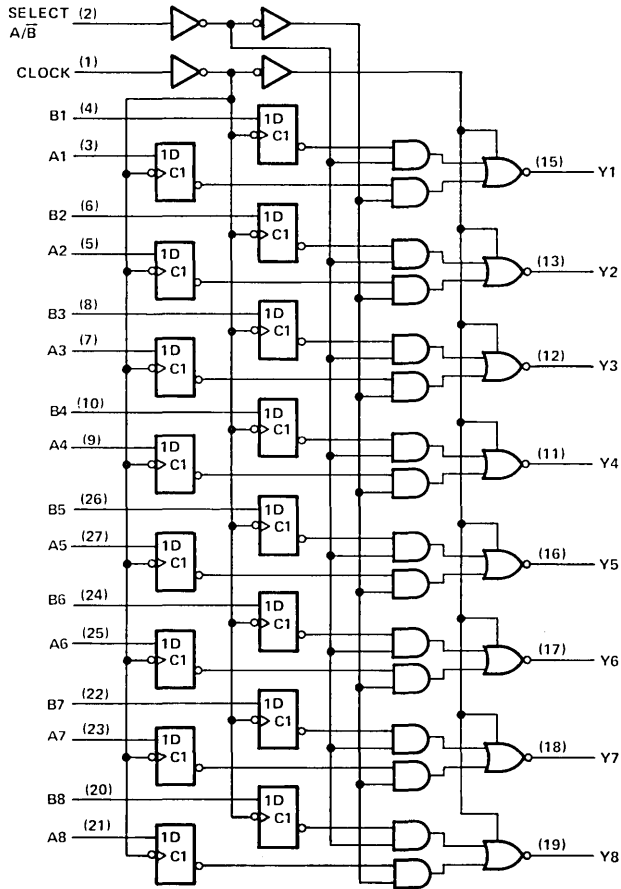 SELECT (2)
A/B̅
CLOCK (1)
B1 (4) 1D
C1
A1 (3) 1D
C1
(15) Y1
B2 (6) 1D
C1
A2 (5) 1D
C1
(13) Y2
B3 (8) 1D
C1
A3 (7) 1D
C1
(12) Y3
B4 (10) 1D
C1
A4 (9) 1D
C1
(11) Y4
B5 (26) 1D
C1
A5 (27) 1D
C1
(16) Y5
B6 (24) 1D
C1
A6 (25) 1D
C1
(17) Y6
B7 (22) 1D
C1
A7 (23) 1D
C1
(18) Y7
B8 (20) 1D
C1
A8 (21) 1D
C1
(19) Y8